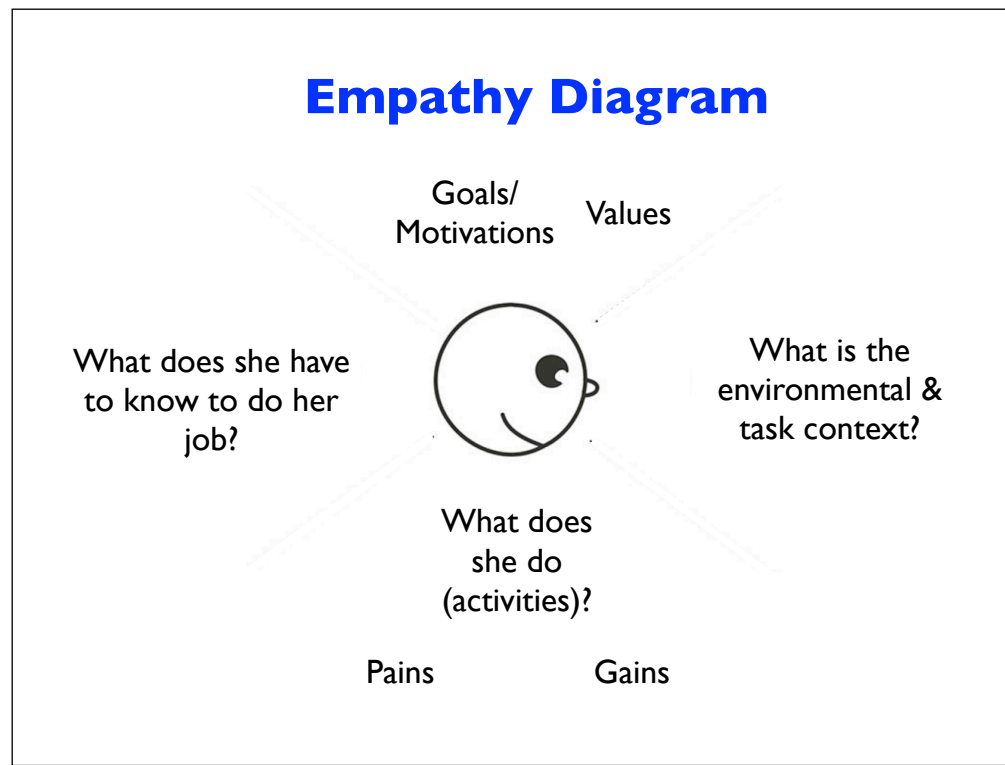 Empathy Diagram
Goals/
Motivations
Values
What does she have
to know to do her
job?
What is the
environmental &
task context?
What does
she do
(activities)?
Pains
Gains